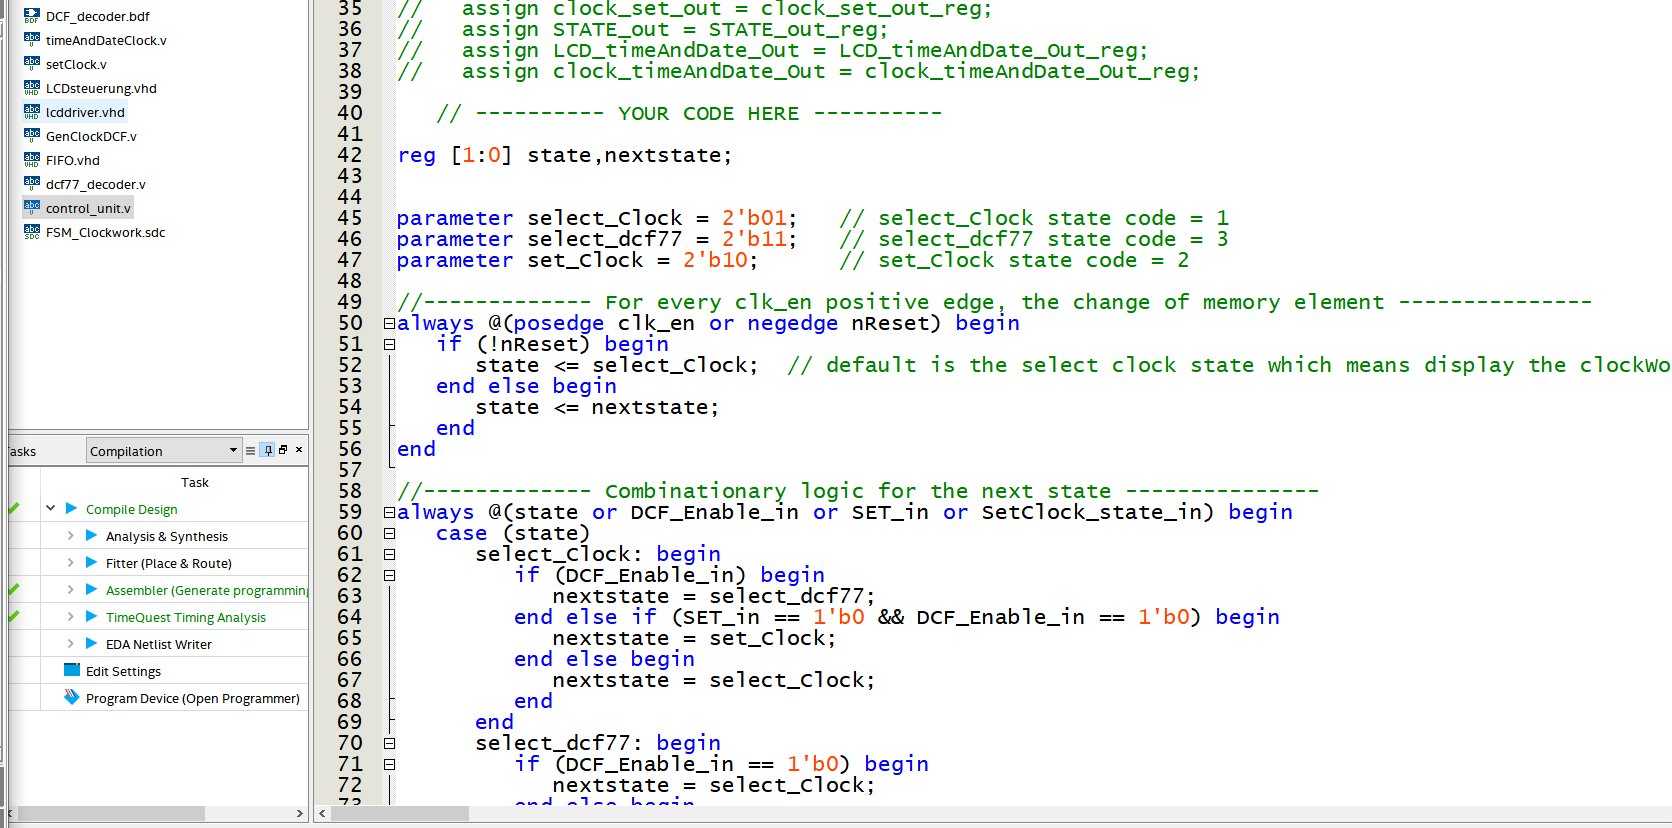 DCF_decoder.bdf
timeAndDateClock.v
setClock.v
LCDsteuerung.vhd
lcddriver.vhd
GenClockDCF.v
FIFO.vhd
dcf77_decoder.v
control_unit.v
FSM_Clockwork.sdc
asks
Compilation
Task
Compile Design
Analysis & Synthesis
Fitter (Place & Route)
Assembler (Generate programming
TimeQuest Timing Analysis
EDA Netlist Writer
Edit Settings
Program Device (Open Programmer)
35 // assign clock_set_out = clock_set_out_reg;
36 // assign STATE_out = STATE_out_reg;
37 // assign LCD_timeAndDate_Out = LCD_timeAndDate_Out_reg;
38 // assign clock_timeAndDate_Out = clock_timeAndDate_Out_reg;
39
40 // ---------- YOUR CODE HERE ----------
41
42 reg [1:0] state,nextstate;
43
44
45 parameter select_Clock = 2'b01; // select_Clock state code = 1
46 parameter select_dcf77 = 2'b11; // select_dcf77 state code = 3
47 parameter set_Clock = 2'b10; // set_Clock state code = 2
48
49 //------------- For every clk_en positive edge, the change of memory element ---------------
50 always @(posedge clk_en or negedge nReset) begin
51 if (!nReset) begin
52 state <= select_Clock; // default is the select clock state which means display the clockWo
53 end else begin
54 state <= nextstate;
55 end
56 end
57
58 //------------- Combinationary logic for the next state ---------------
59 always @(state or DCF_Enable_in or SET_in or SetClock_state_in) begin
60 case (state)
61 select_Clock: begin
62 if (DCF_Enable_in) begin
63 nextstate = select_dcf77;
64 end else if (SET_in == 1'b0 && DCF_Enable_in == 1'b0) begin
65 nextstate = set_Clock;
66 end else begin
67 nextstate = select_Clock;
68 end
69 end
70 select_dcf77: begin
71 if (DCF_Enable_in == 1'b0) begin
72 nextstate = select_Clock;
73 end else begin